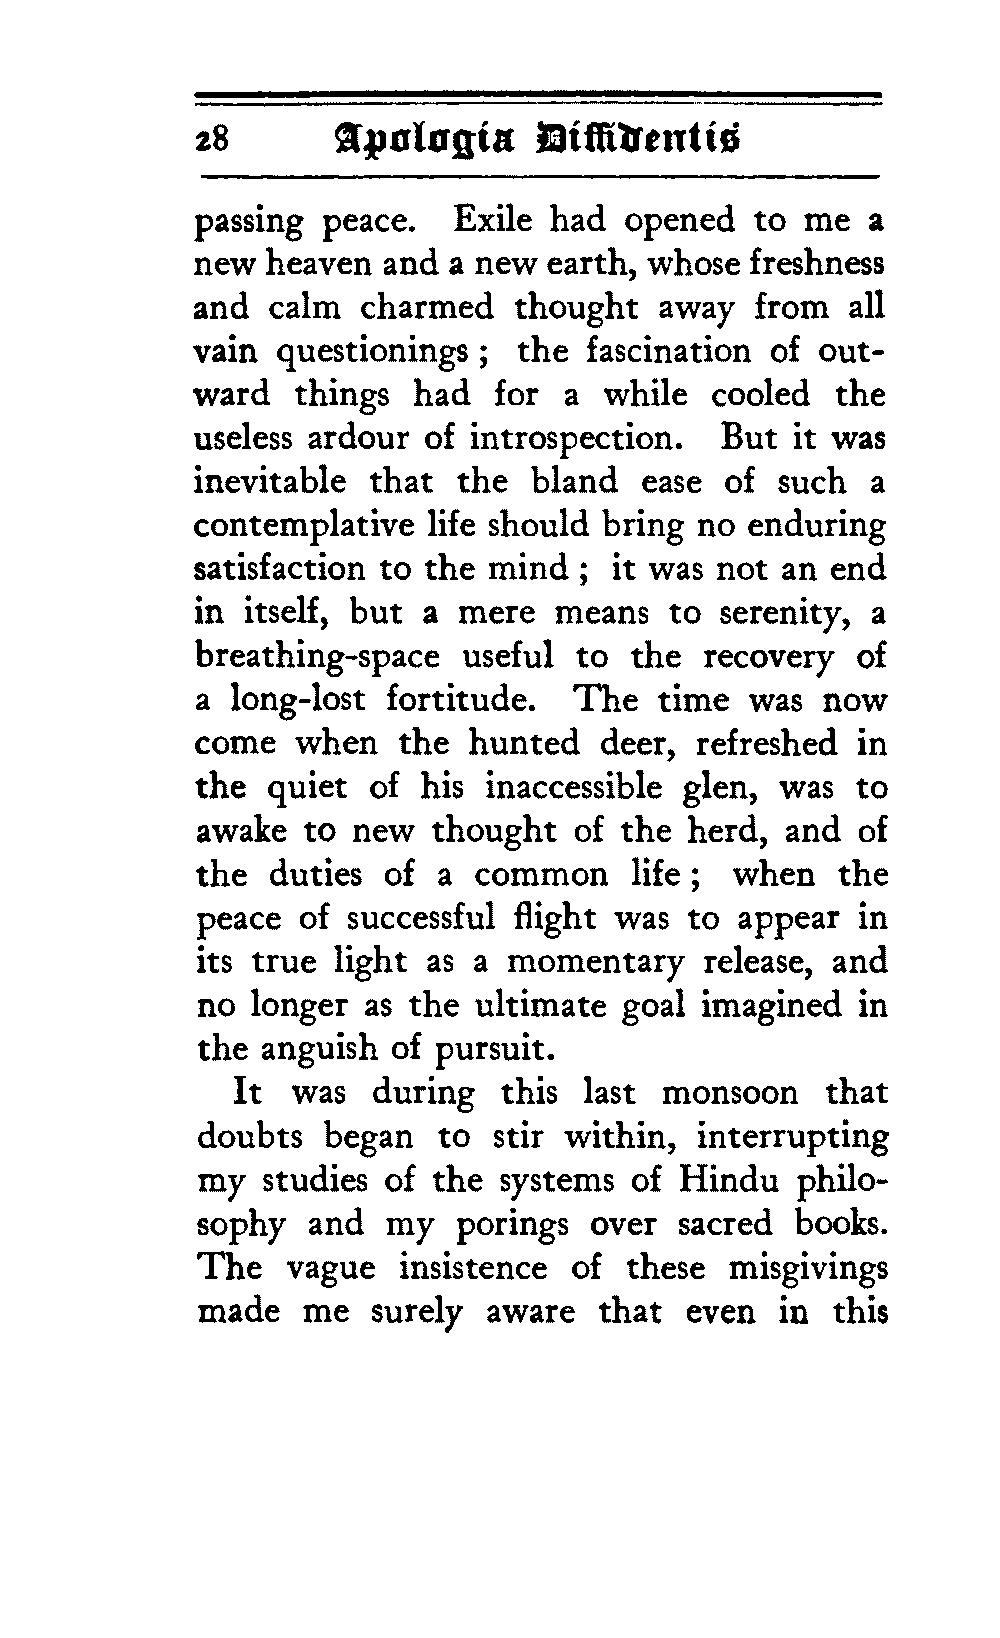 28 Apologia Diffidentis
passing peace. Exile had opened to me a
new heaven and a new earth, whose freshness
and calm charmed thought away from all
vain questionings ; the fascination of out-
ward things had for a while cooled the
useless ardour of introspection. But it was
inevitable that the bland ease of such a
contemplative life should bring no enduring
satisfaction to the mind ; it was not an end
in itself, but a mere means to serenity, a
breathing-space useful to the recovery of
a long-lost fortitude. The time was now
come when the hunted deer, refreshed in
the quiet of his inaccessible glen, was to
awake to new thought of the herd, and of
the duties of a common life ; when the
peace of successful flight was to appear in
its true light as a momentary release, and
no longer as the ultimate goal imagined in
the anguish of pursuit.
It was during this last monsoon that
doubts began to stir within, interrupting
my studies of the systems of Hindu philo-
sophy and my porings over sacred books.
The vague insistence of these misgivings
made me surely aware that even in this